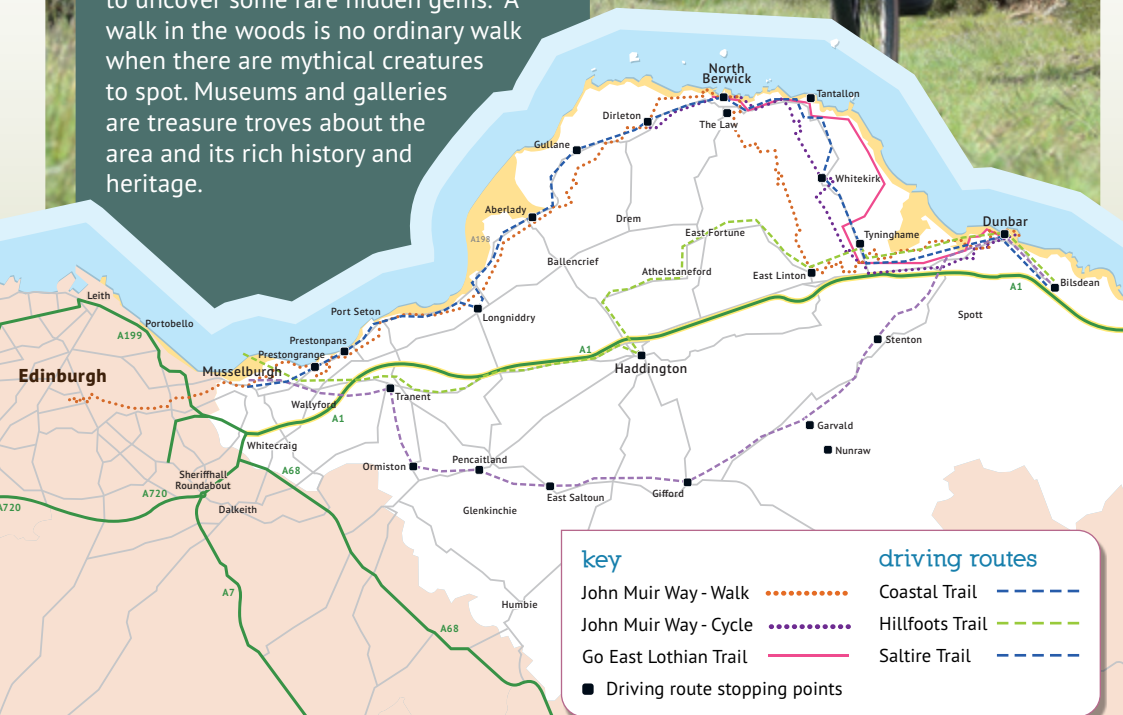 to uncover some rare hidden gems. A
walk in the woods is no ordinary walk
when there are mythical creatures
to spot. Museums and galleries
are treasure troves about the
area and its rich history and
heritage.
North
Berwick
Tantallon
Dirleton
The Law
Gullane
Whitekirk
Aberlady
Drem
Dunbar
A198
East Fortune
Tyninghame
Ballencrief
Athelstaneford
East Linton
Bilsdean
A1
Leith
Port Seton
Longniddry
Spott
Portobello
A199
Prestonpans
Stenton
Prestongrange
A1
Edinburgh
Musselburgh
Haddington
Tranent
Wallyford
A1
Garvald
Whitecraig
Nunraw
Pencaitland
Ormiston
A68
Sheriffhall
Roundabout
A720
Gifford
East Saltoun
A720
Dalkeith
Glenkinchie
A7
Humbie
A68
key
John Muir Way - Walk
John Muir Way - Cycle
Go East Lothian Trail
Driving route stopping points
driving routes
Coastal Trail
Hillfoots Trail
Saltire Trail